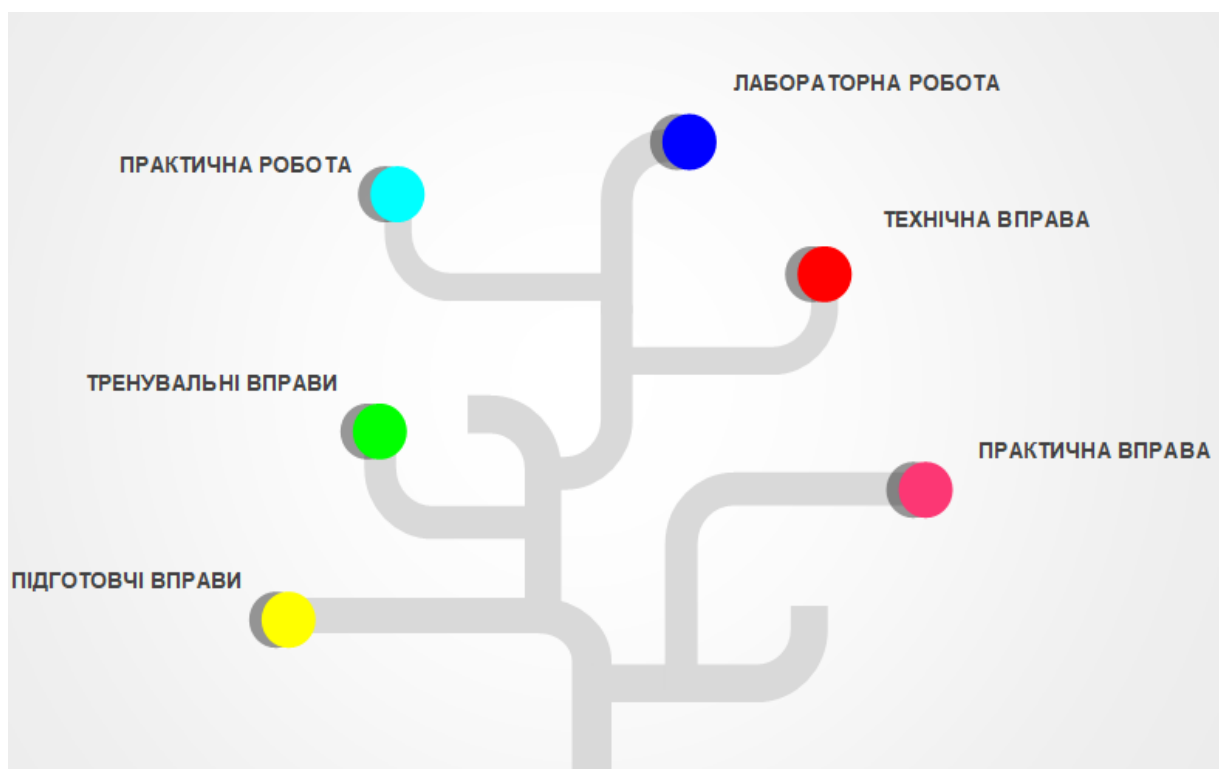 ЛАБОРАТОРНА РОБОТА
ПРАКТИЧНА РОБОТА
ТЕХНІЧНА ВПРАВА
ТРЕНУВАЛЬНІ ВПРАВИ
ПРАКТИЧНА ВПРАВА
ПІДГОТОВЧІ ВПРАВИ